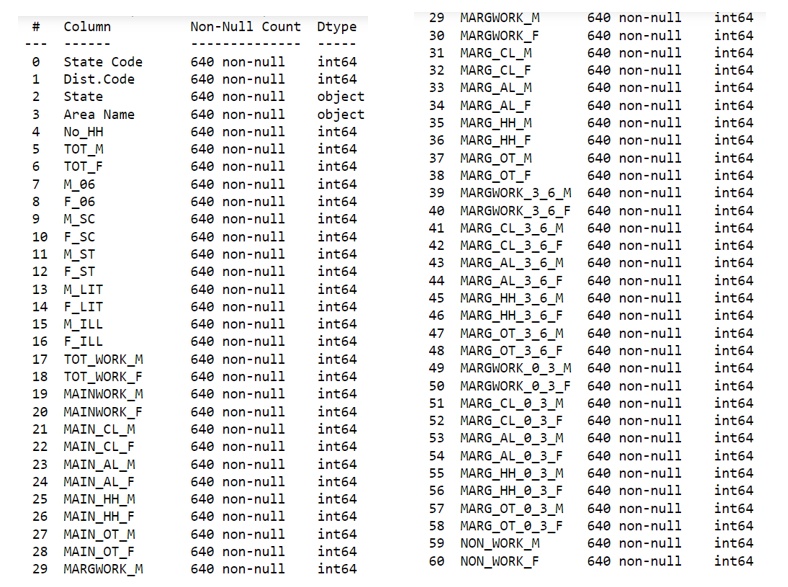 #   Column   Non-Null Count   Dtype
---   ------   --------------   -----
0   State Code   640 non-null   int64
1   Dist.Code   640 non-null   int64
2   State   640 non-null   object
3   Area Name   640 non-null   object
4   No_HH   640 non-null   int64
5   TOT_M   640 non-null   int64
6   TOT_F   640 non-null   int64
7   M_06   640 non-null   int64
8   F_06   640 non-null   int64
9   M_SC   640 non-null   int64
10   F_SC   640 non-null   int64
11   M_ST   640 non-null   int64
12   F_ST   640 non-null   int64
13   M_LIT   640 non-null   int64
14   F_LIT   640 non-null   int64
15   M_ILL   640 non-null   int64
16   F_ILL   640 non-null   int64
17   TOT_WORK_M   640 non-null   int64
18   TOT_WORK_F   640 non-null   int64
19   MAINWORK_M   640 non-null   int64
20   MAINWORK_F   640 non-null   int64
21   MAIN_CL_M   640 non-null   int64
22   MAIN_CL_F   640 non-null   int64
23   MAIN_AL_M   640 non-null   int64
24   MAIN_AL_F   640 non-null   int64
25   MAIN_HH_M   640 non-null   int64
26   MAIN_HH_F   640 non-null   int64
27   MAIN_OT_M   640 non-null   int64
28   MAIN_OT_F   640 non-null   int64
29   MARGWORK_M   640 non-null   int64
29   MARGWORK_M   640 non-null   int64
30   MARGWORK_F   640 non-null   int64
31   MARG_CL_M   640 non-null   int64
32   MARG_CL_F   640 non-null   int64
33   MARG_AL_M   640 non-null   int64
34   MARG_AL_F   640 non-null   int64
35   MARG_HH_M   640 non-null   int64
36   MARG_HH_F   640 non-null   int64
37   MARG_OT_M   640 non-null   int64
38   MARG_OT_F   640 non-null   int64
39   MARGWORK_3_6_M   640 non-null   int64
40   MARGWORK_3_6_F   640 non-null   int64
41   MARG_CL_3_6_M   640 non-null   int64
42   MARG_CL_3_6_F   640 non-null   int64
43   MARG_AL_3_6_M   640 non-null   int64
44   MARG_AL_3_6_F   640 non-null   int64
45   MARG_HH_3_6_M   640 non-null   int64
46   MARG_HH_3_6_F   640 non-null   int64
47   MARG_OT_3_6_M   640 non-null   int64
48   MARG_OT_3_6_F   640 non-null   int64
49   MARGWORK_0_3_M   640 non-null   int64
50   MARGWORK_0_3_F   640 non-null   int64
51   MARG_CL_0_3_M   640 non-null   int64
52   MARG_CL_0_3_F   640 non-null   int64
53   MARG_AL_0_3_M   640 non-null   int64
54   MARG_AL_0_3_F   640 non-null   int64
55   MARG_HH_0_3_M   640 non-null   int64
56   MARG_HH_0_3_F   640 non-null   int64
57   MARG_OT_0_3_M   640 non-null   int64
58   MARG_OT_0_3_F   640 non-null   int64
59   NON_WORK_M   640 non-null   int64
60   NON_WORK_F   640 non-null   int64